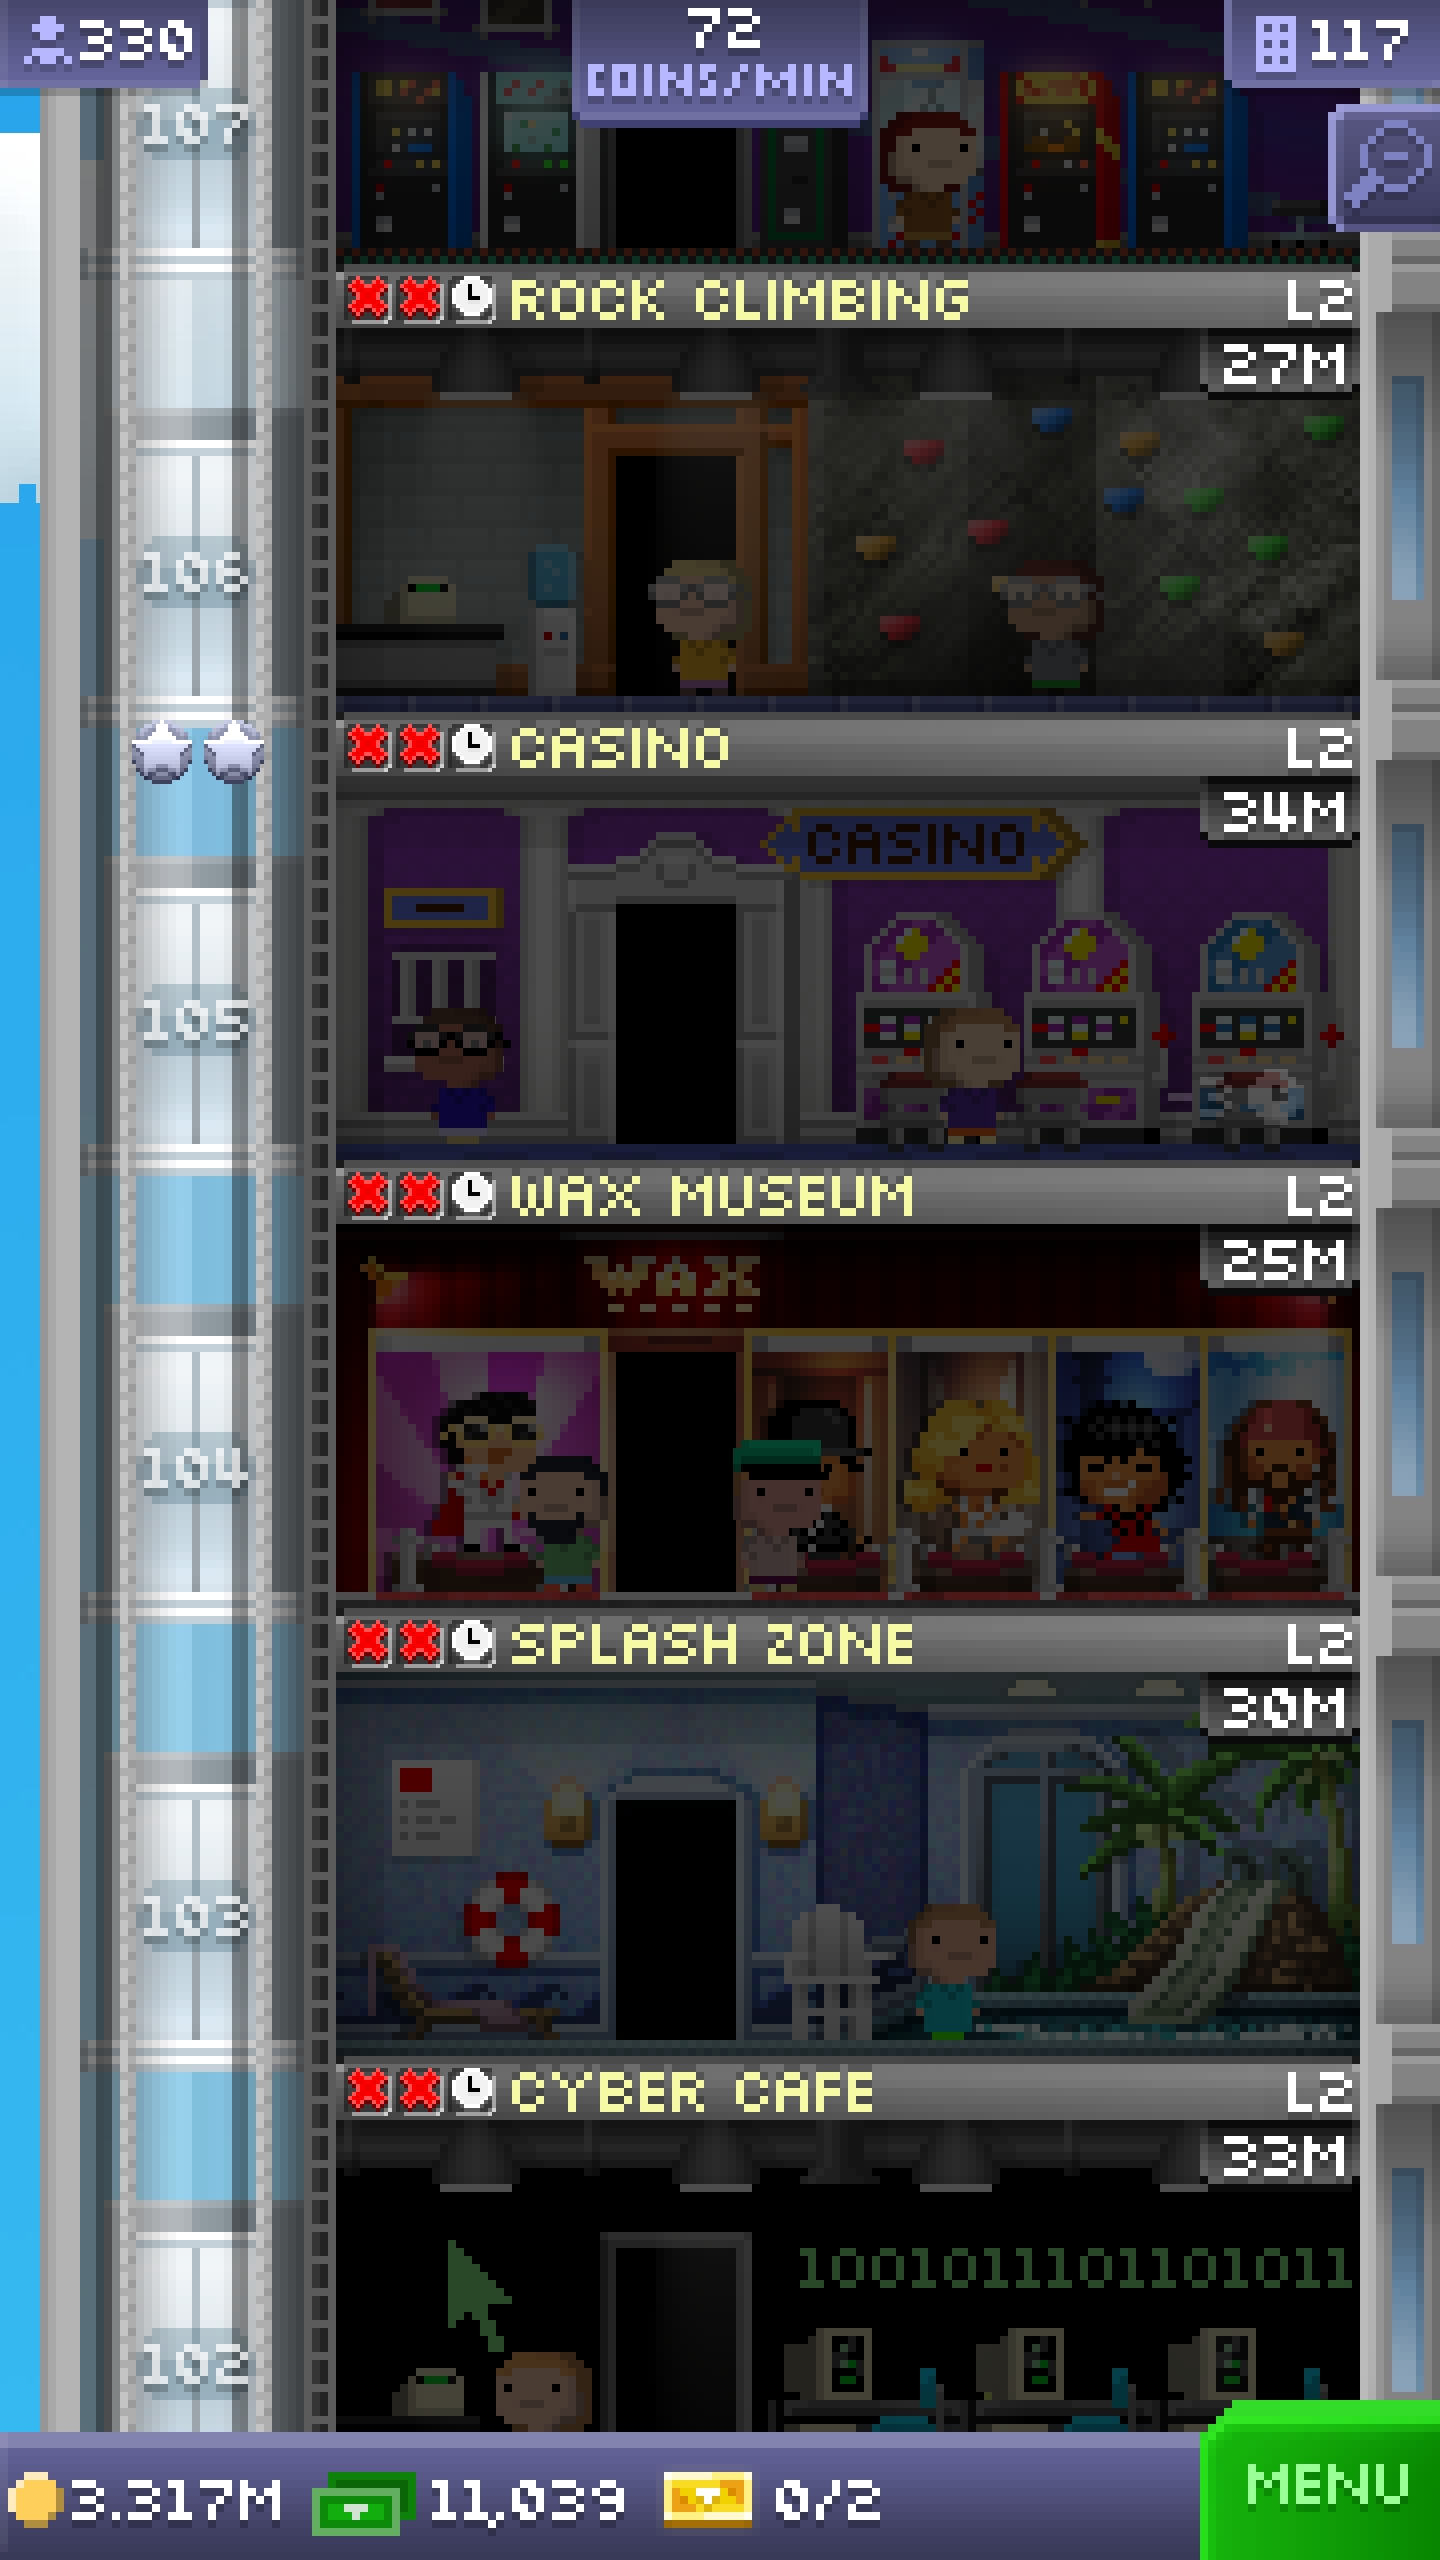 330
72
COINS/MIN
117
107
ROCK CLIMBING L2
27M
106
CASINO L2
34M
CASINO
105
WAX MUSEUM L2
25M
WAX
104
SPLASH ZONE L2
30M
103
CYBER CAFE L2
33M
100101110110101011
102
3.317M 11,039 0/2
MENU